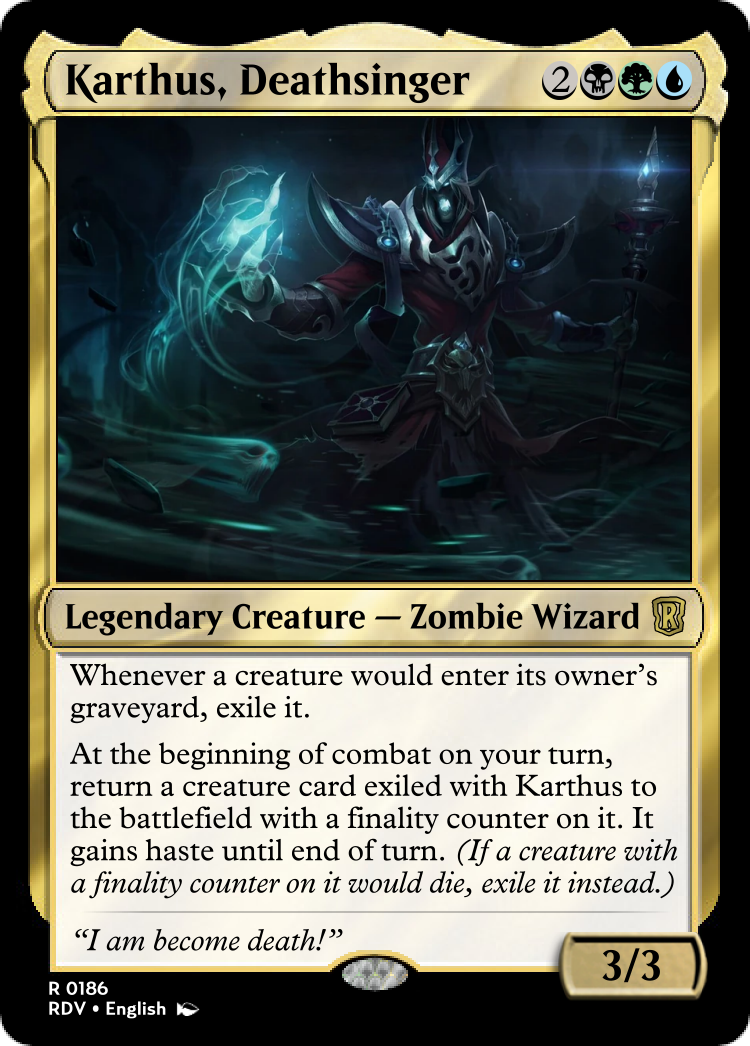 Karthus, Deathsinger 2
Legendary Creature — Zombie Wizard R
Whenever a creature would enter its owner’s
graveyard, exile it.
At the beginning of combat on your turn,
return a creature card exiled with Karthus to
the battlefield with a finality counter on it. It
gains haste until end of turn. (If a creature with
a finality counter on it would die, exile it instead.)
“I am become death!”
3/3
R 0186
RDV • English